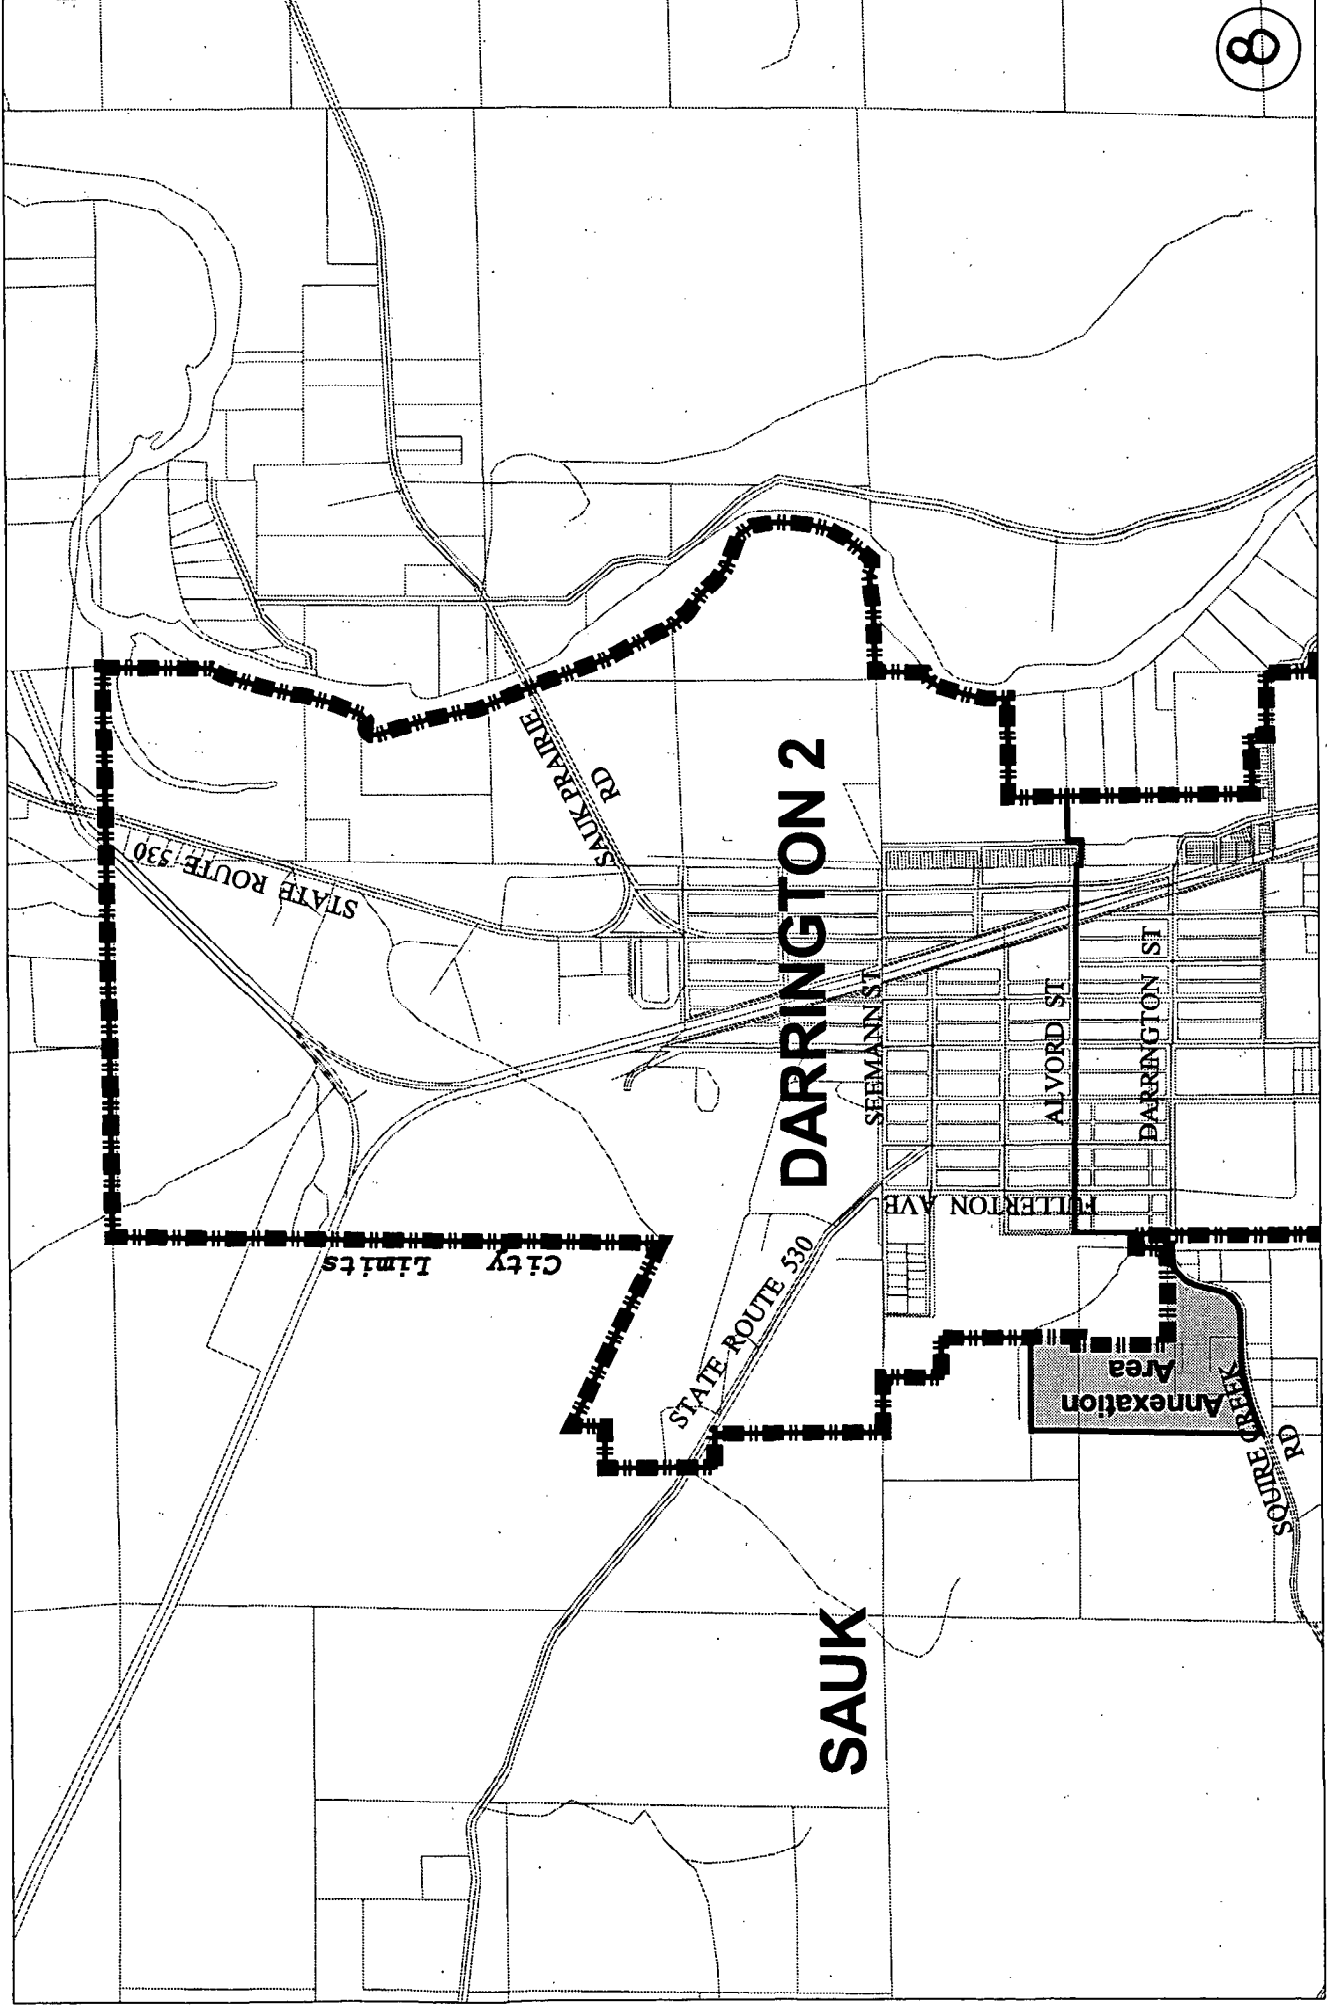 8
STATE ROUTE 530
SAUK PRAIRIE
RD
DARRINGTON 2
SEEMANN ST
ALVORD ST
DARRINGTON ST
FULLERTON AVE
City Limits
STATE ROUTE 530
Annexation
Area
SQUIRE CREEK
RD
SAUK